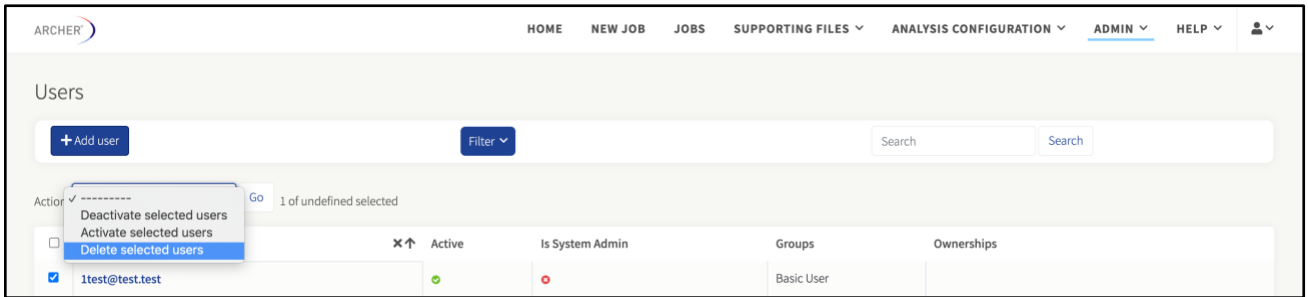 ARCHER® HOME NEW JOB JOBS SUPPORTING FILES ANALYSIS CONFIGURATION ADMIN HELP
Users
+ Add user Filter Search Search
Action ✓ --------- Go 1 of undefined selected
Deactivate selected users
Activate selected users
Delete selected users
Active Is System Admin Groups Ownerships
1test@test.test Basic User